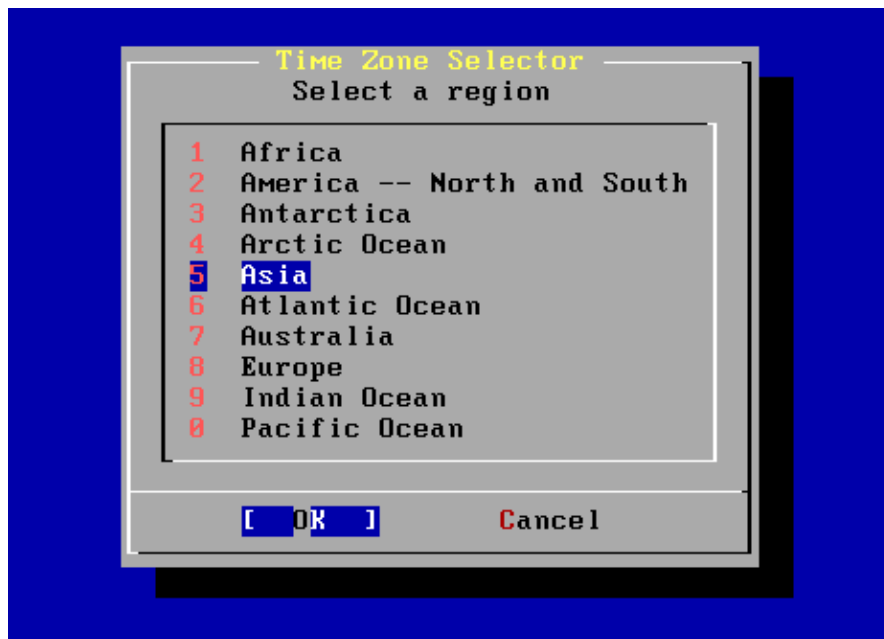 Time Zone Selector
Select a region
1 Africa
2 America -- North and South
3 Antarctica
4 Arctic Ocean
5 Asia
6 Atlantic Ocean
7 Australia
8 Europe
9 Indian Ocean
0 Pacific Ocean
[ OK ] Cancel